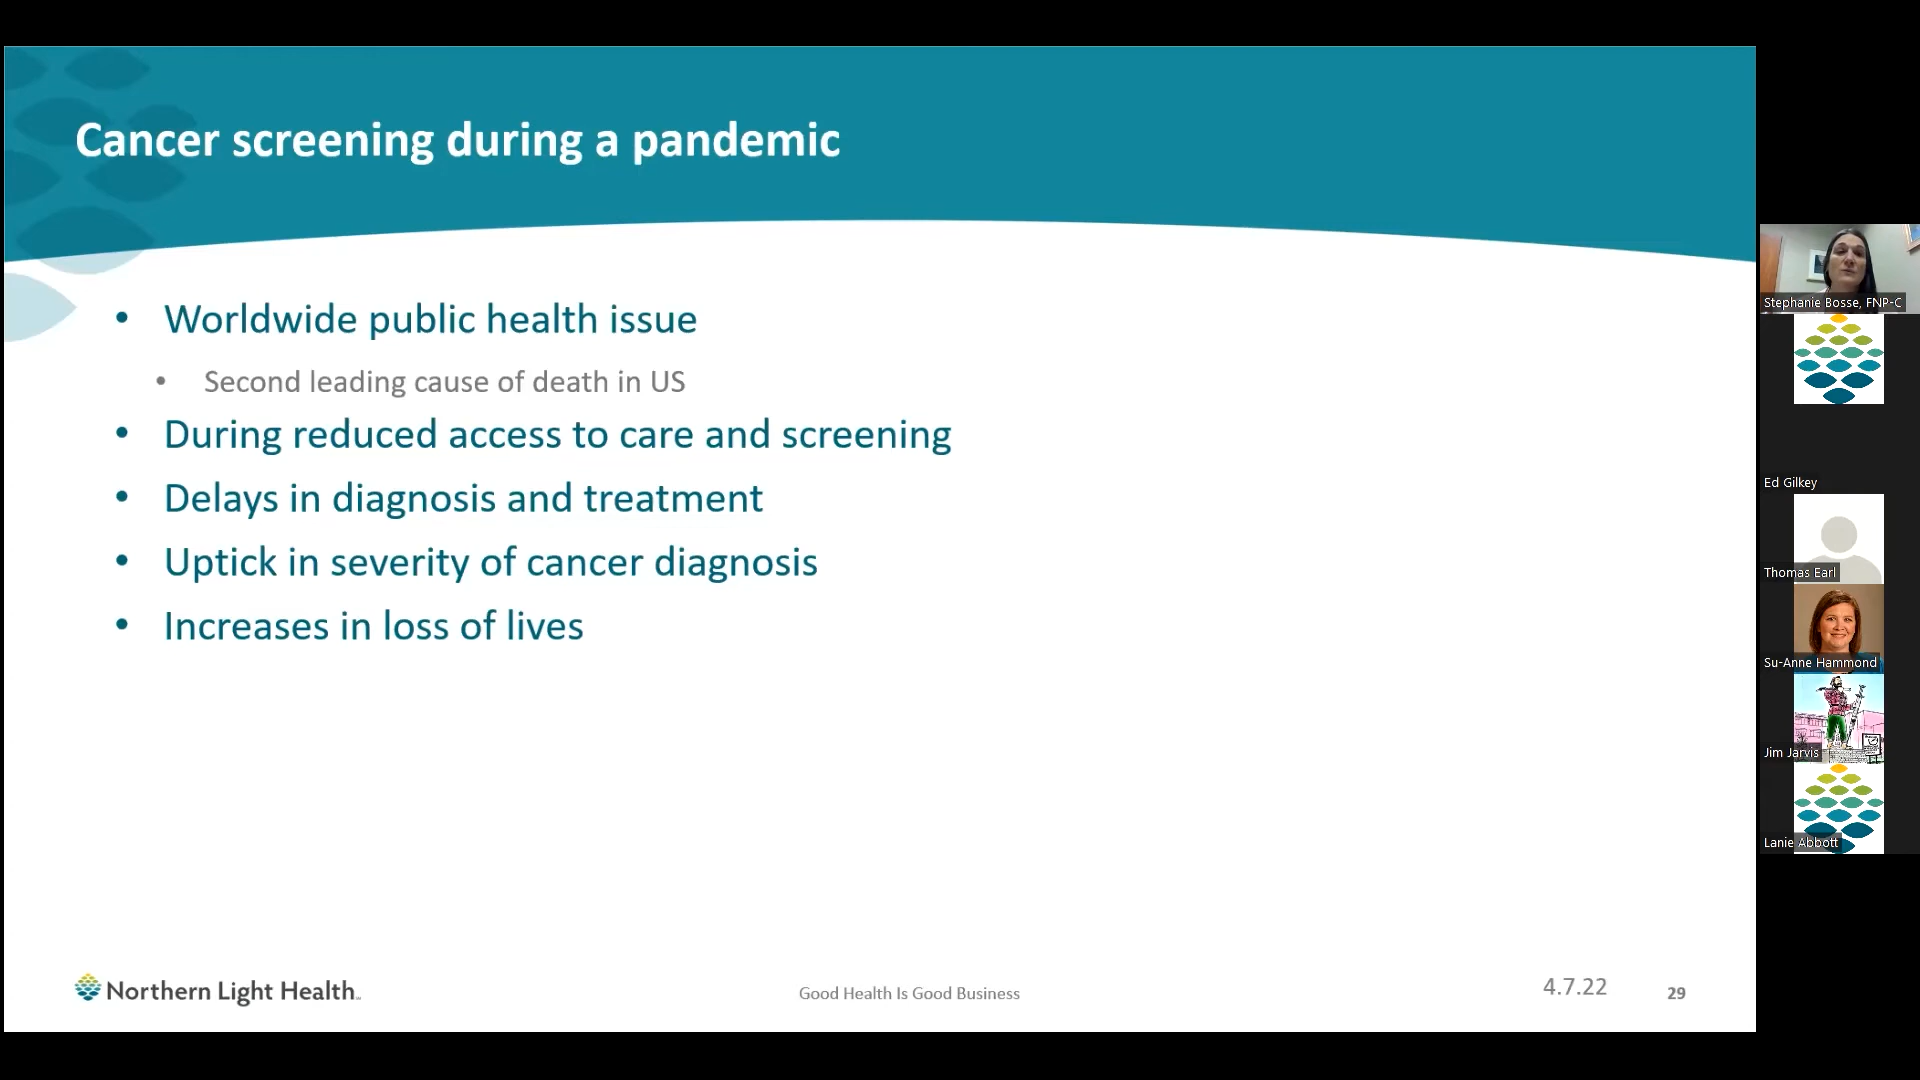 Cancer screening during a pandemic
• Worldwide public health issue
• Second leading cause of death in US
• During reduced access to care and screening
• Delays in diagnosis and treatment
• Uptick in severity of cancer diagnosis
• Increases in loss of lives
Northern Light Health
Good Health Is Good Business
4.7.22
29
Stephanie Bosse, FNP-C
Ed Gilkey
Thomas Earl
Su-Anne Hammond
Jim Jarvis
Lanie Abbott